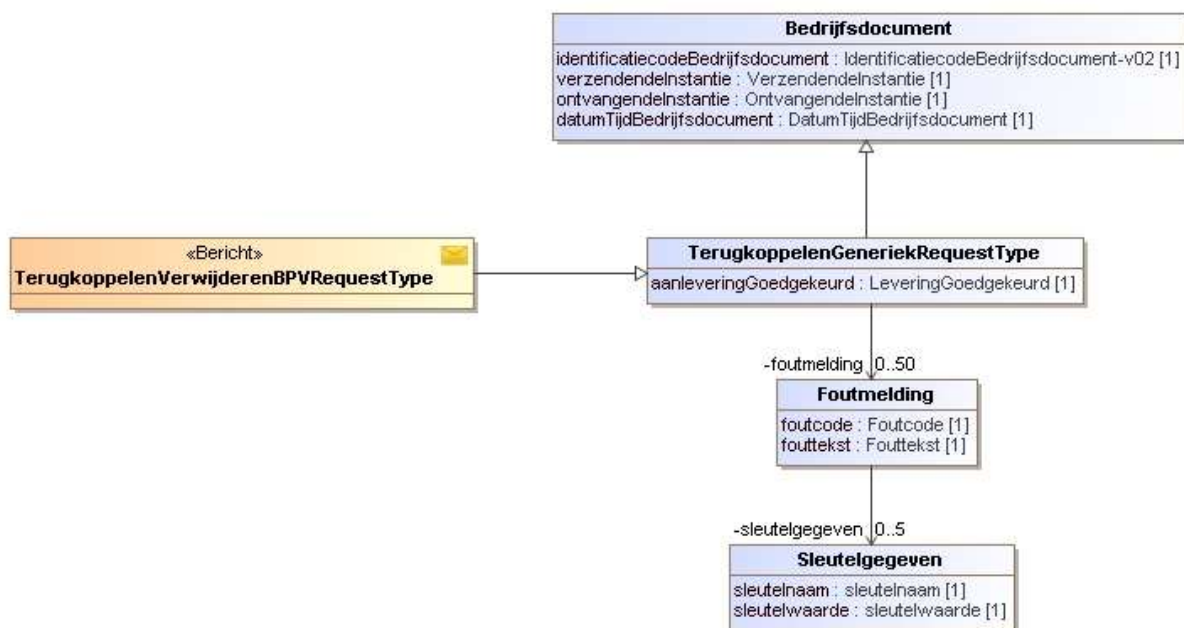 Bedrijfsdocument
identificatiecodeBedrijfsdocument : IdentificatiecodeBedrijfsdocument-v02 [1]
verzendendeInstantie : VerzendendeInstantie [1]
ontvangendeInstantie : OntvangendeInstantie [1]
datumTijdBedrijfsdocument : DatumTijdBedrijfsdocument [1]
«Bericht»
TerugkoppelenVerwijderenBPVRequestType
TerugkoppelenGeneriekRequestType
aanleveringGoedgekeurd : LeveringGoedgekeurd [1]
-foutmelding 0..50
Foutmelding
foutcode : Foutcode [1]
fouttekst : Fouttekst [1]
-sleutelgegeven 0..5
Sleutelgegeven
sleutelnaam : sleutelnaam [1]
sleutelwaarde : sleutelwaarde [1]